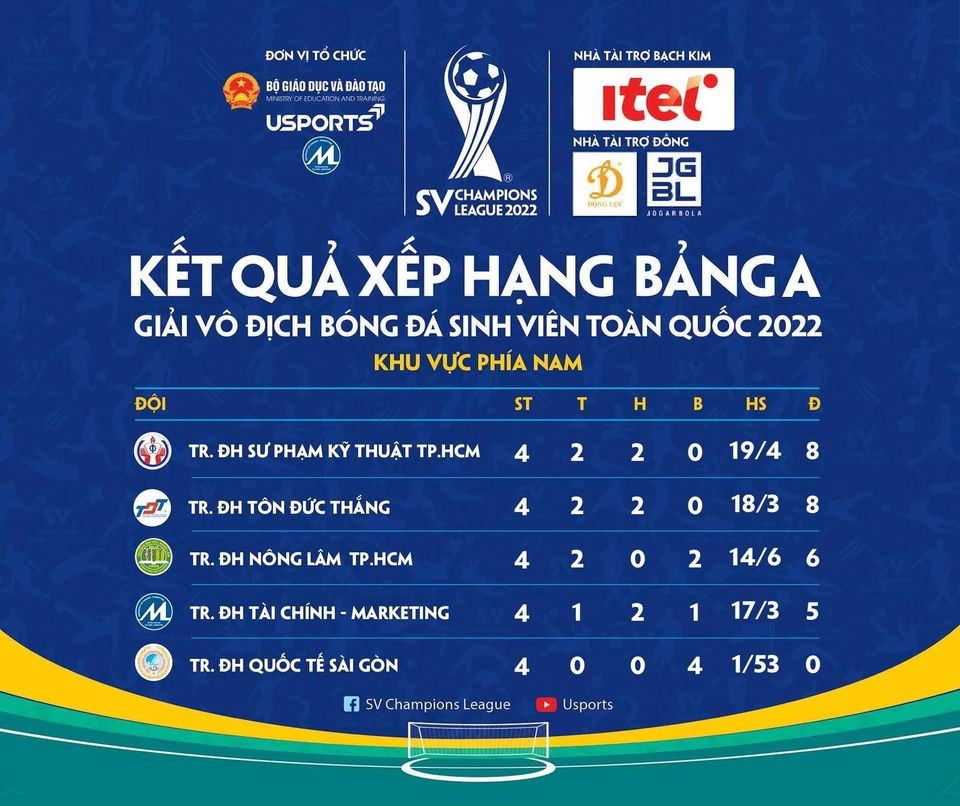 ĐƠN VỊ TỔ CHỨC
BỘ GIÁO DỤC VÀ ĐÀO TẠO
MINISTRY OF EDUCATION AND TRAINING
USPORTS
SV CHAMPIONS
LEAGUE 2022
®
NHÀ TÀI TRỢ BẠCH KIM
itel
NHÀ TÀI TRỢ ĐỒNG
ĐỘNG LỰC
JG
BL
JOGARBOLA
KẾT QUẢ XẾP HẠNG BẢNG A
GIẢI VÔ ĐỊCH BÓNG ĐÁ SINH VIÊN TOÀN QUỐC 2022
KHU VỰC PHÍA NAM
ĐỘI ST T H B HS Đ
TR. ĐH SƯ PHẠM KỸ THUẬT TP.HCM 4 2 2 0 19/4 8
TDT TR. ĐH TÔN ĐỨC THẮNG 4 2 2 0 18/3 8
TR. ĐH NÔNG LÂM TP.HCM 4 2 0 2 14/6 6
TR. ĐH TÀI CHÍNH - MARKETING 4 1 2 1 17/3 5
TR. ĐH QUỐC TẾ SÀI GÒN 4 0 0 4 1/53 0
SV Champions League Usports